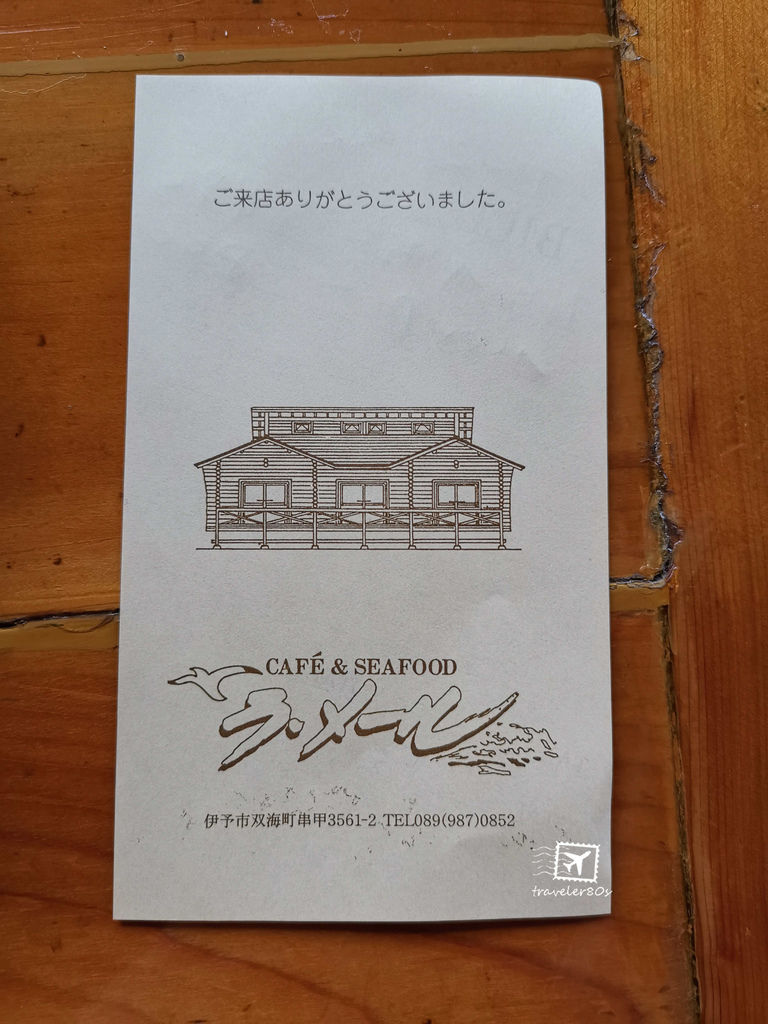 ご来店ありがとうございました。
CAFÉ & SEAFOOD
ラ・メール
伊予市双海町串甲3561-2 TEL089(987)0852
traveler80s